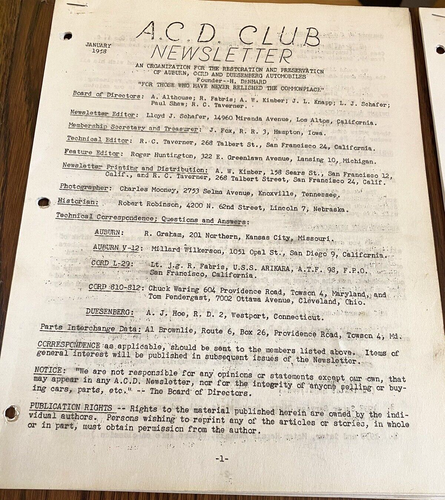 A.C.D. CLUB
NEWSLETTER
JANUARY
1958
AN ORGANIZATION FOR THE RESTORATION AND PRESERVATION
OF AUBURN, CORD AND DUESENBERG AUTOMOBILES
Founder--H. DENHARD
"FOR THOSE WHO HAVE NEVER RELISHED THE COMMONPLACE"
Board of Directors: A. Althouse; R. Fabris; A. W. Kimber; J. L. Knapp; L. J. Schafer;
Paul Shaw; R. C. Taverner.
Newsletter Editor: Lloyd J. Schafer, 14960 Miranda Avenue, Los Altos, California.
Membership Secretary and Treasurer: J. Fox, R. R. 3, Hampton, Iowa.
Technical Editor: R. C. Taverner, 268 Talbert St., San Francisco 24, California.
Feature Editor: Roger Huntington, 322 E. Greenlawn Avenue, Lansing 10, Michigan.
Newsletter Printing and Distribution: A. W. Kimber, 158 Sears St., San Francisco 12,
Calif. and R. C. Taverner, 268 Talbert Street, San Francisco 24, Calif.
Photographer: Charles Mooney, 2753 Selma Avenue, Knoxville, Tennessee.
Historian: Robert Robinson, 4200 N. 62nd Street, Lincoln 7, Nebraska.
Technical Correspondence; Questions and Answers:
AUBURN: R. Graham, 201 Northern, Kansas City, Missouri.
AUBURN V-12: Millard Wilkerson, 1051 Opal St., San Diego 9, California.
CORD L-29: Lt. j.g. R. Fabris, U.S.S. ARIKARA, A.T.F. 98, F.P.O.
San Francisco, California.
CORD 810-812: Chuck Waring 604 Providence Road, Towson 4, Maryland, and
Tom Pendergast, 7002 Ottawa Avenue, Cleveland, Ohio.
DUESENBERG: A. J. Hoe, R. D. 2, Westport, Connecticut.
Parts Interchange Data: Al Brownlie, Route 6, Box 26, Providence Road, Towson 4, Md.
CORRESPONDENCE as applicable, should be sent to the members listed above. Items of
general interest will be published in subsequent issues of the Newsletter.
NOTICE: "We are not responsible for any opinions or statements except our own, that
may appear in any A.C.D. Newsletter, nor for the integrity of anyone selling or buy-
ing cars, parts, etc." -- The Board of Directors.
PUBLICATION RIGHTS -- Rights to the material published herein are owned by the indi-
vidual authors. Persons wishing to reprint any of the articles or stories, in whole
or in part, must obtain permission from the author.
-1-